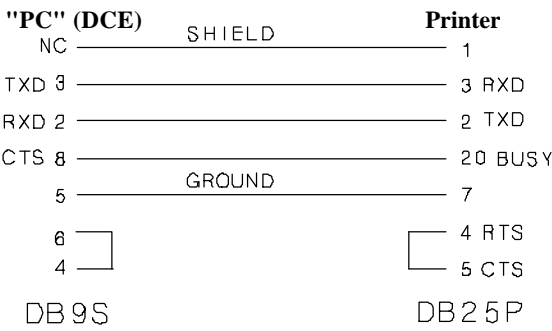 "PC" (DCE) Printer
NC SHIELD 1
TXD 3 3 RXD
RXD 2 2 TXD
CTS 8 20 BUSY
5 GROUND 7
6 4 RTS
4 5 CTS
DB9S DB25P